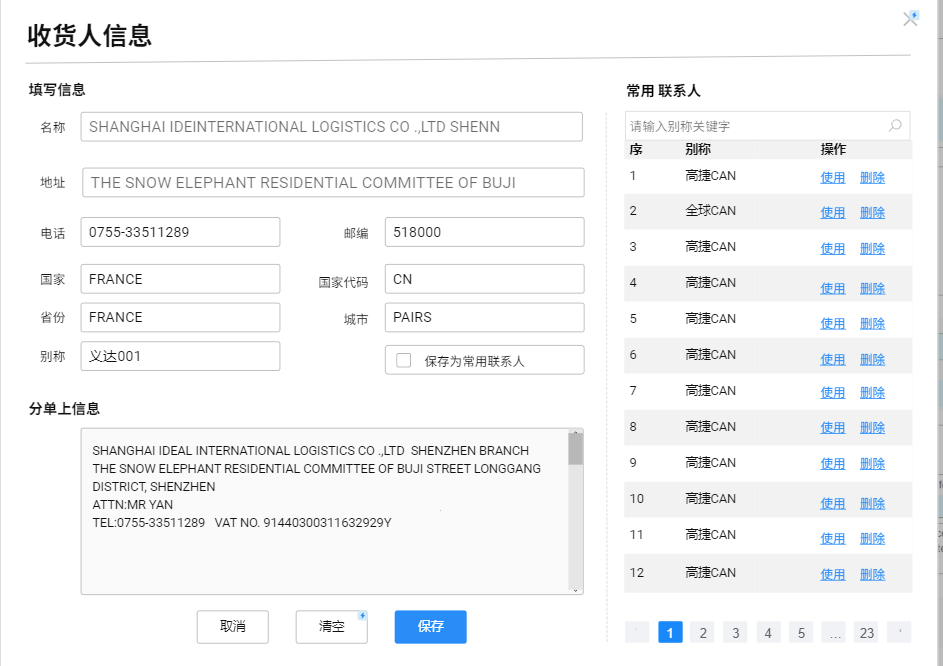 收货人信息
填写信息
名称 SHANGHAI IDEINTERNATIONAL LOGISTICS CO .,LTD SHENN
地址 THE SNOW ELEPHANT RESIDENTIAL COMMITTEE OF BUJI
电话 0755-33511289 邮编 518000
国家 FRANCE 国家代码 CN
省份 FRANCE 城市 PAIRS
别称 义达001 保存为常用联系人
分单上信息
SHANGHAI IDEAL INTERNATIONAL LOGISTICS CO .,LTD SHENZHEN BRANCH
THE SNOW ELEPHANT RESIDENTIAL COMMITTEE OF BUJI STREET LONGGANG
DISTRICT, SHENZHEN
ATTN:MR YAN
TEL:0755-33511289 VAT NO. 91440300311632929Y
取消 清空 保存
常用 联系人
请输入别称关键字
序 别称 操作
1 高捷CAN 使用 删除
2 全球CAN 使用 删除
3 高捷CAN 使用 删除
4 高捷CAN 使用 删除
5 高捷CAN 使用 删除
6 高捷CAN 使用 删除
7 高捷CAN 使用 删除
8 高捷CAN 使用 删除
9 高捷CAN 使用 删除
10 高捷CAN 使用 删除
11 高捷CAN 使用 删除
12 高捷CAN 使用 删除
1 2 3 4 5 ... 23